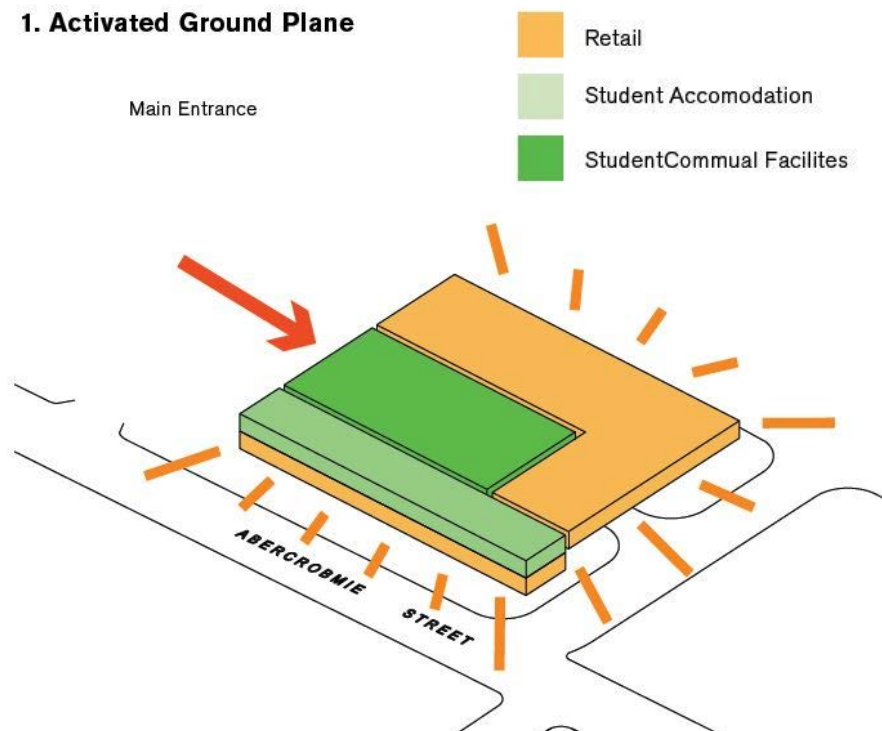 1. Activated Ground Plane
Retail
Student Accomodation
Main Entrance
StudentCommual Facilites
ABERCROBMIE STREET